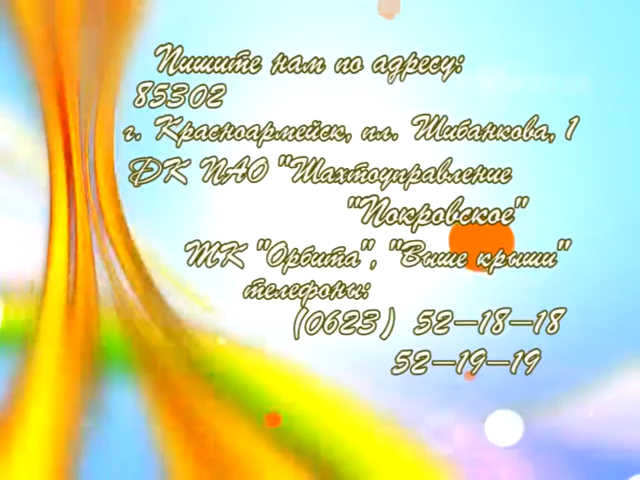 Пишите нам по адресу:
85302
г. Красноармейск, пл. Шибанкова, 1
ДК ПАО "Шахтоуправление
"Покровское"
ТК "Орбита", "Выше крыши"
телефоны:
(0623) 52-18-18
52-19-19